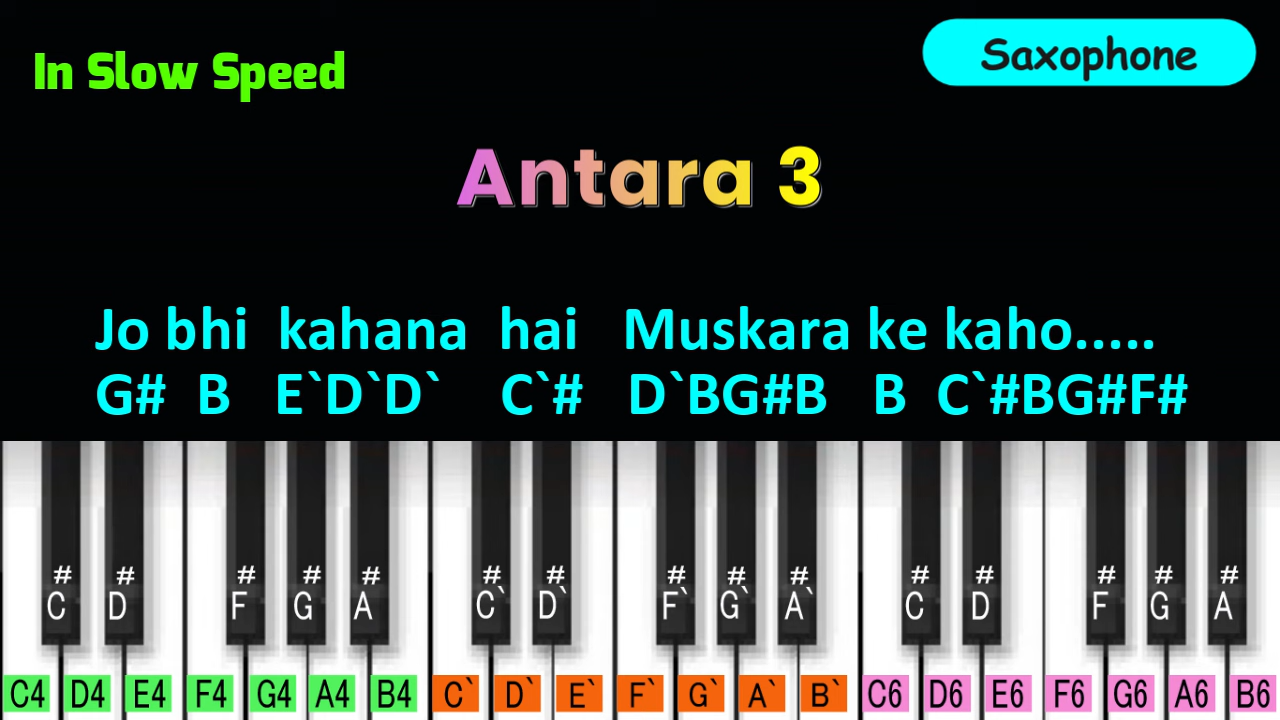 In Slow Speed
Saxophone
Antara 3
Jo bhi kahana hai Muskara ke kaho.....
G# B E`D`D` C`# D`BG#B B C`#BG#F#
# # # # # # # # # # # # # # #
C D F G A C` D` F` G` A` C D F G A
C4 D4 E4 F4 G4 A4 B4 C` D` E` F` G` A` B` C6 D6 E6 F6 G6 A6 B6